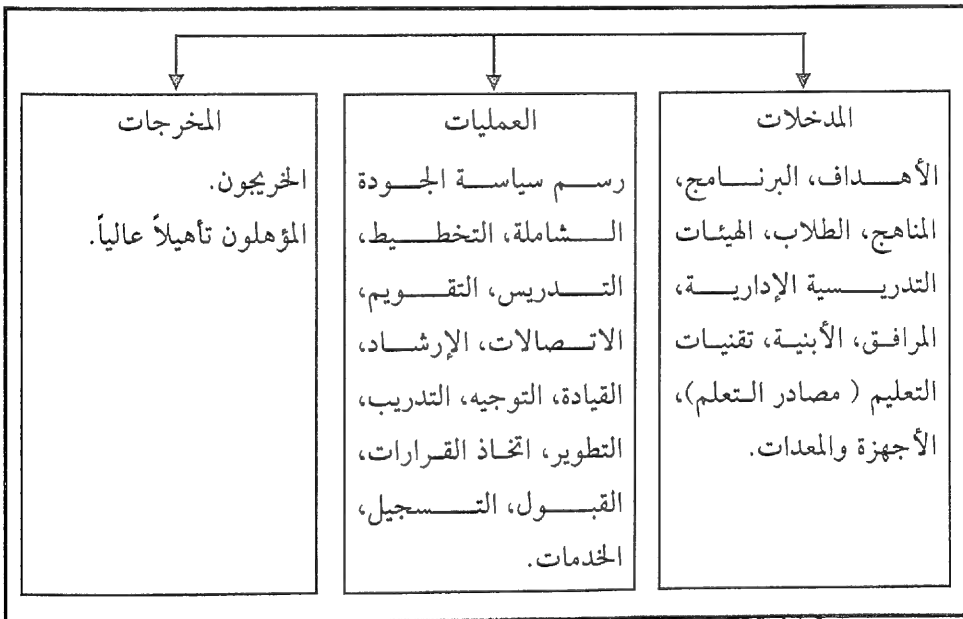 المدخلات
الأهداف، البرنامج،
المناهج، الطلاب، الهيئات
التدريسية الإدارية،
المرافق، الأبنية، تقنيات
التعليم ( مصادر التعلم)،
الأجهزة والمعدات.
العمليات
رسم سياسة الجودة
الشاملة، التخطيط،
التدريس، التقويم،
الاتصالات، الإرشاد،
القيادة، التوجيه، التدريب،
التطوير، اتخاذ القرارات،
القبول، التسجيل،
الخدمات.
المخرجات
الخريجون.
المؤهلون تأهيلاً عالياً.